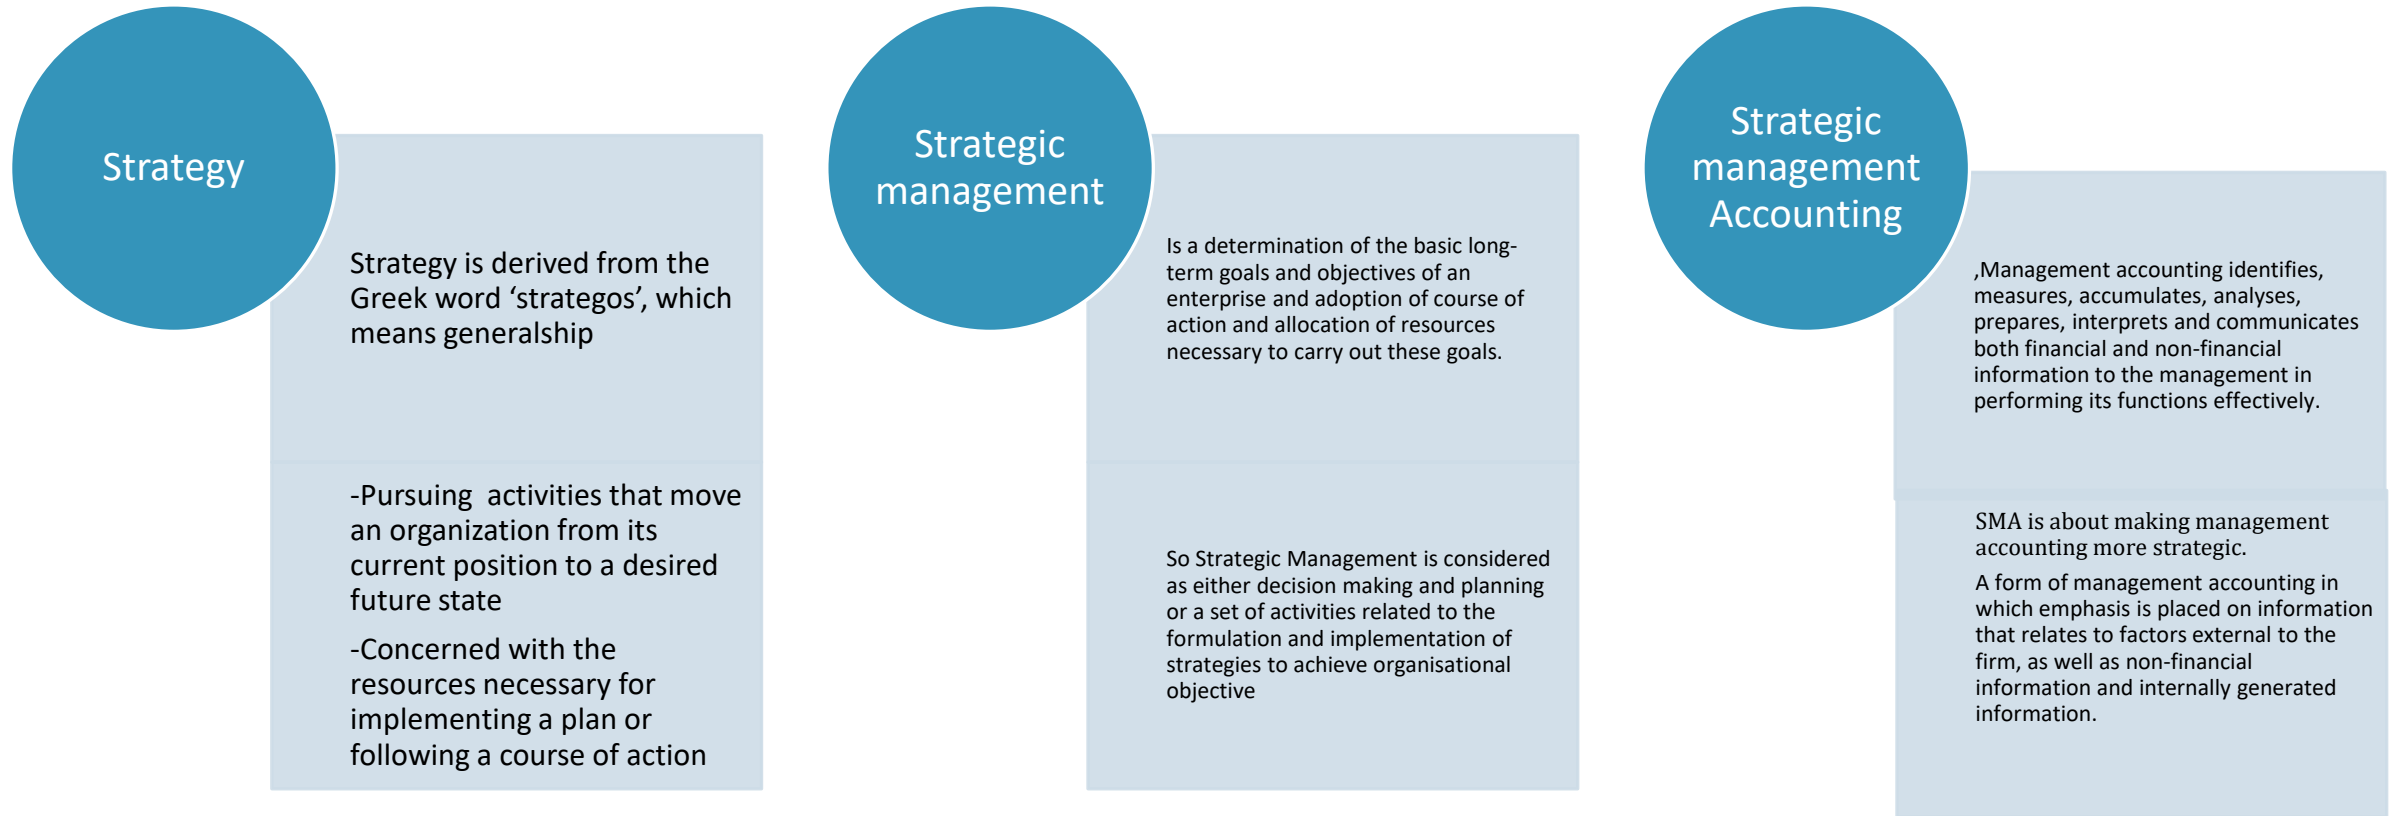 Strategy
Strategy is derived from the
Greek word ‘strategos’, which
means generalship
-Pursuing  activities that move
an organization from its
current position to a desired
future state
-Concerned with the
resources necessary for
implementing a plan or
following a course of action
Strategic
management
Is a determination of the basic long-
term goals and objectives of an
enterprise and adoption of course of
action and allocation of resources
necessary to carry out these goals.
So Strategic Management is considered
as either decision making and planning
or a set of activities related to the
formulation and implementation of
strategies to achieve organisational
objective
Strategic
management
Accounting
,Management accounting identifies,
measures, accumulates, analyses,
prepares, interprets and communicates
both financial and non-financial
information to the management in
performing its functions effectively.
SMA is about making management
accounting more strategic.
A form of management accounting in
which emphasis is placed on information
that relates to factors external to the
firm, as well as non-financial
information and internally generated
information.